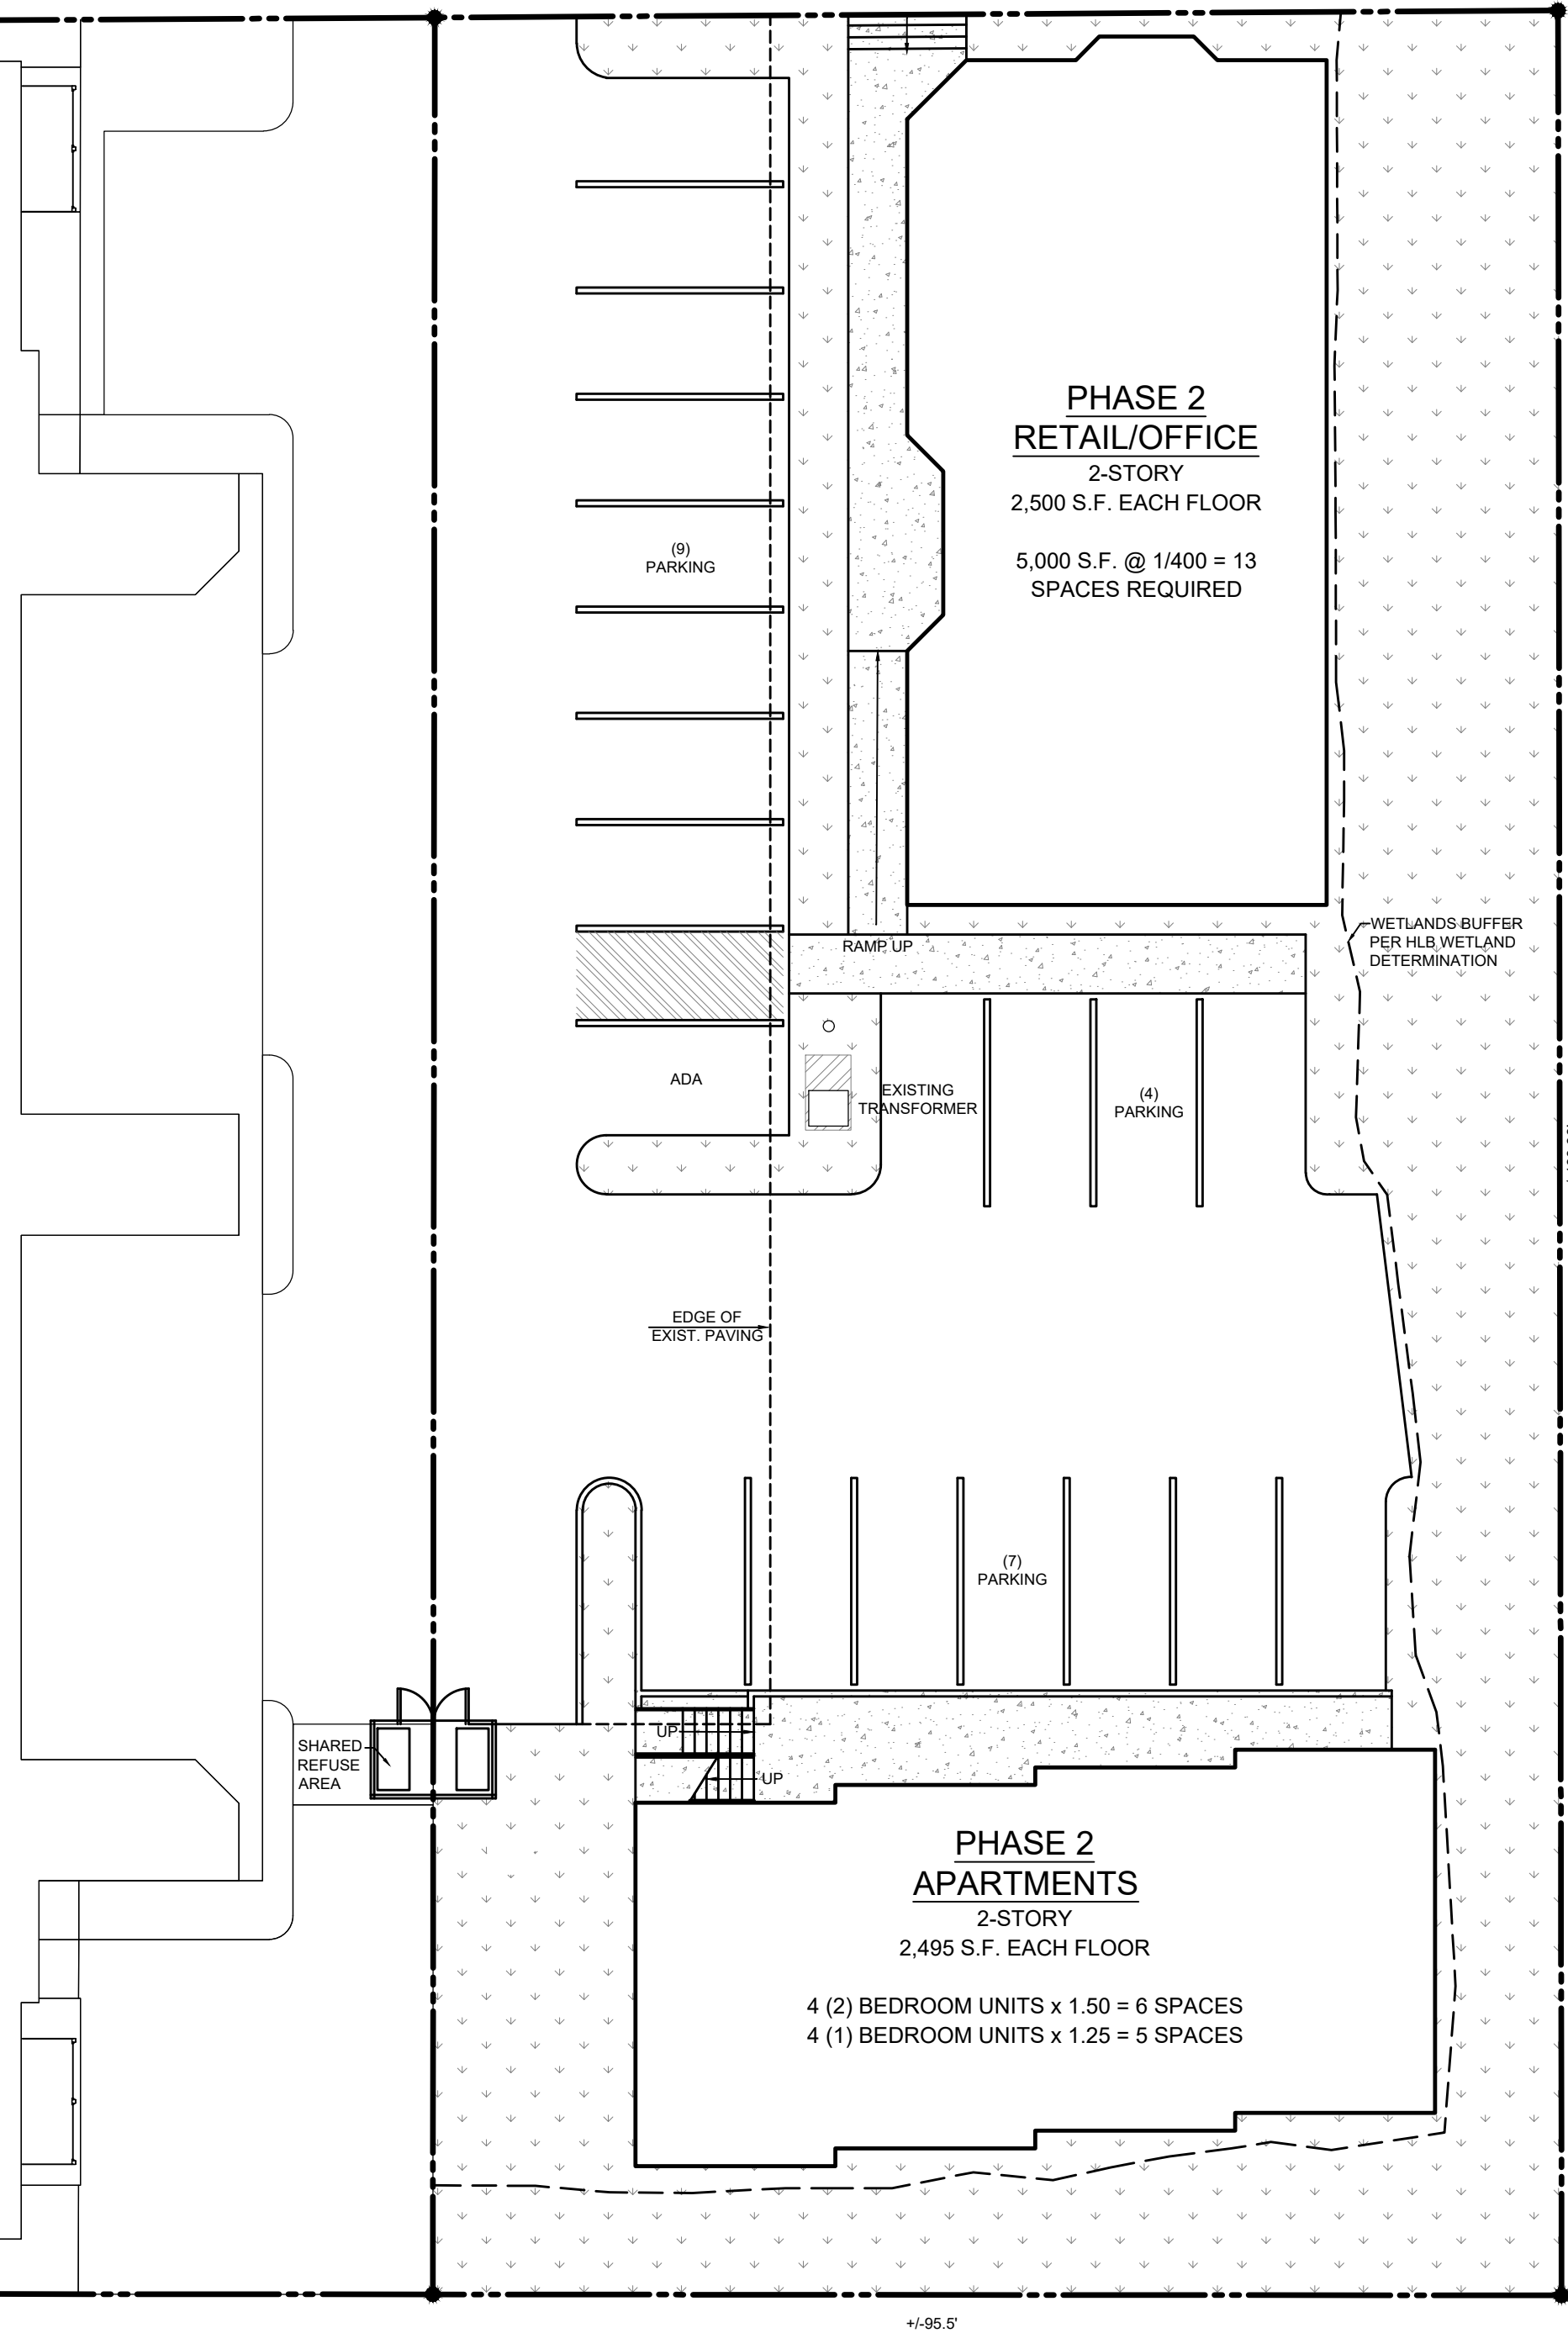 PHASE 2
RETAIL/OFFICE
2-STORY
2,500 S.F. EACH FLOOR
5,000 S.F. @ 1/400 = 13
SPACES REQUIRED
(9)
PARKING
WETLANDS BUFFER
PER HLB WETLAND
DETERMINATION
RAMP UP
ADA
EXISTING
TRANSFORMER
(4)
PARKING
EDGE OF
EXIST. PAVING
(7)
PARKING
UP
UP
SHARED
REFUSE
AREA
PHASE 2
APARTMENTS
2-STORY
2,495 S.F. EACH FLOOR
4 (2) BEDROOM UNITS x 1.50 = 6 SPACES
4 (1) BEDROOM UNITS x 1.25 = 5 SPACES
+/-95.5'